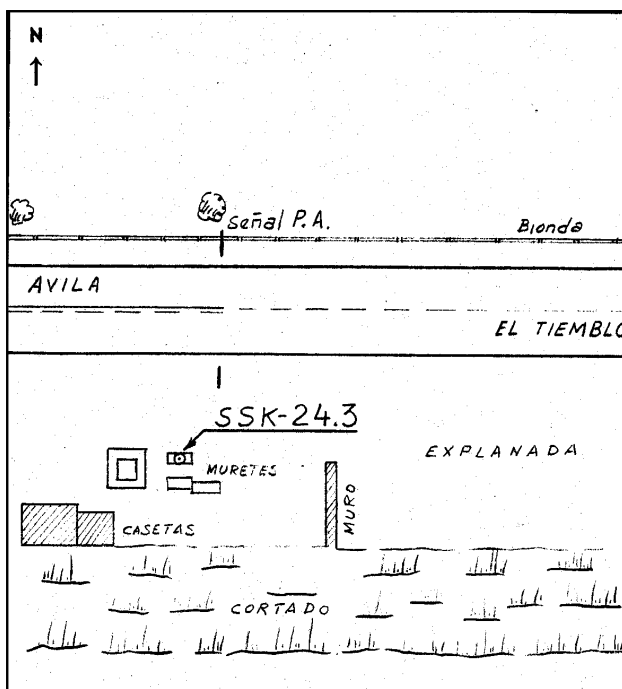 N
Señal P.A.
Bionda
AVILA
EL TIEMBLO
SSK-24.3
EXPLANADA
MURETES
MURO
CASETAS
CORTADO